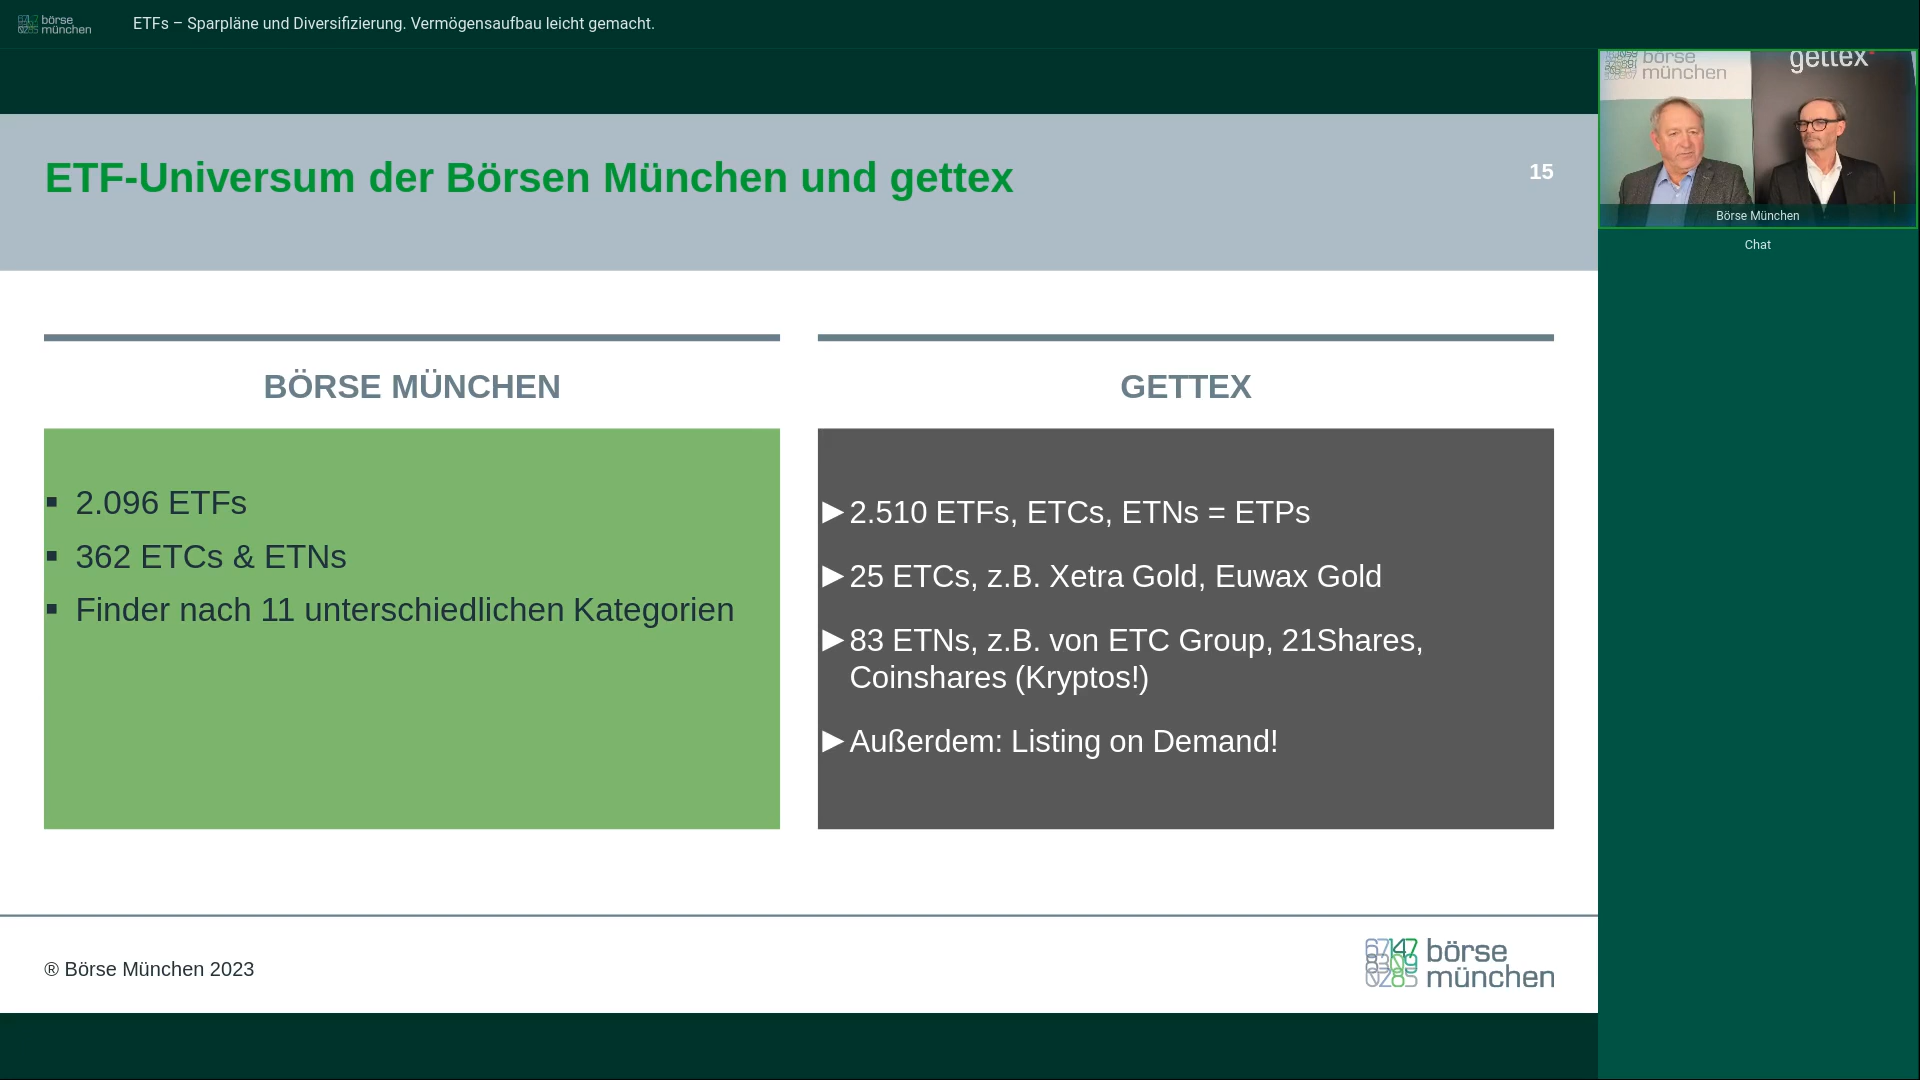 börse
münchen
ETFs – Sparpläne und Diversifizierung. Vermögensaufbau leicht gemacht.
ETF-Universum der Börsen München und gettex
15
BÖRSE MÜNCHEN
▪ 2.096 ETFs
▪ 362 ETCs & ETNs
▪ Finder nach 11 unterschiedlichen Kategorien
GETTEX
►2.510 ETFs, ETCs, ETNs = ETPs
►25 ETCs, z.B. Xetra Gold, Euwax Gold
►83 ETNs, z.B. von ETC Group, 21Shares,
Coinshares (Kryptos!)
►Außerdem: Listing on Demand!
® Börse München 2023
börse
münchen
börse
münchen
gettex
Börse München
Chat